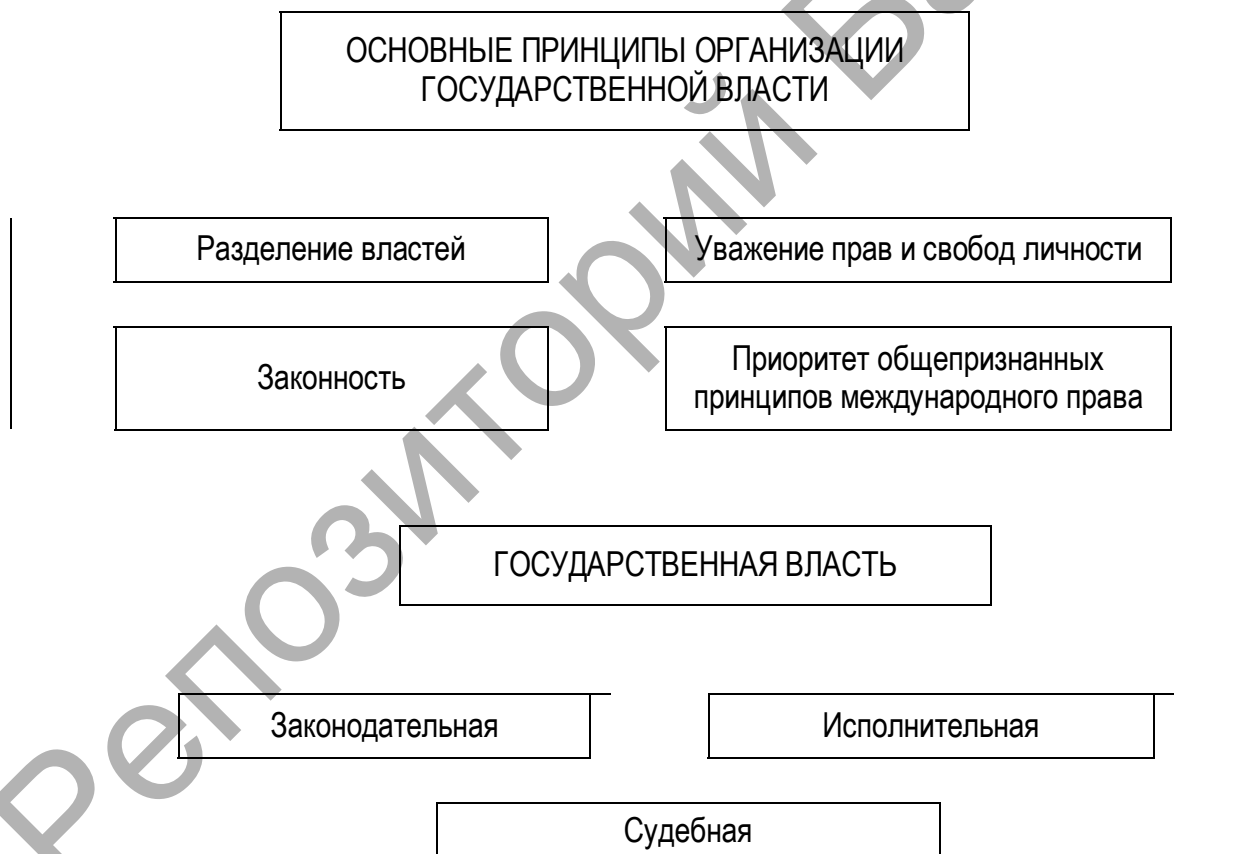 ОСНОВНЫЕ ПРИНЦИПЫ ОРГАНИЗАЦИИ
ГОСУДАРСТВЕННОЙ ВЛАСТИ
Разделение властей
Уважение прав и свобод личности
Законность
Приоритет общепризнанных
принципов международного права
ГОСУДАРСТВЕННАЯ ВЛАСТЬ
Законодательная
Исполнительная
Судебная
Репозиторий